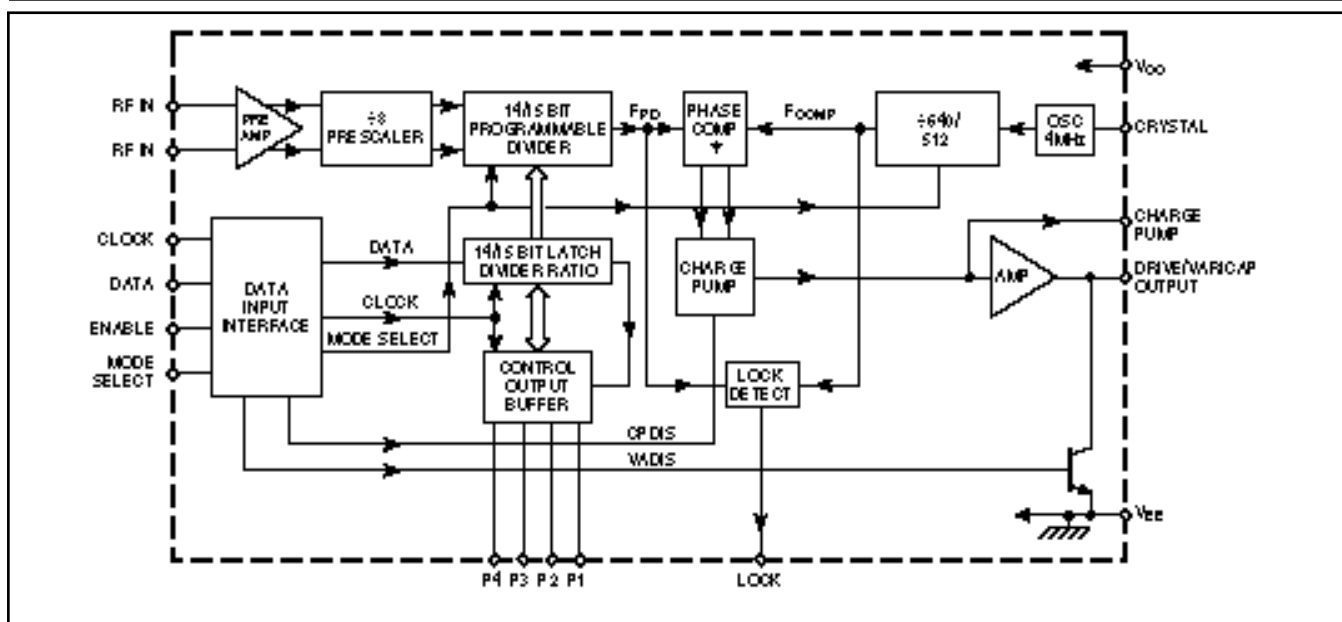 RF IN
RF IN
PRE
AMP
÷8
PRESCALER
14/15 BIT
PROGRAMMABLE
DIVIDER
FPD
PHASE
COMP
FCOMP
÷640/
512
OSC
4MHz
VDD
CRYSTAL
CHARGE
PUMP
DRIVE/VARICAP
OUTPUT
CLOCK
DATA
ENABLE
MODE
SELECT
DATA
INPUT
INTERFACE
DATA
CLOCK
MODE SELECT
14/15 BIT LATCH
DIVIDER RATIO
CHARGE
PUMP
AMP
CONTROL
OUTPUT
BUFFER
LOCK
DETECT
CPDIS
VADIS
VEE
P4 P3 P2 P1
LOCK